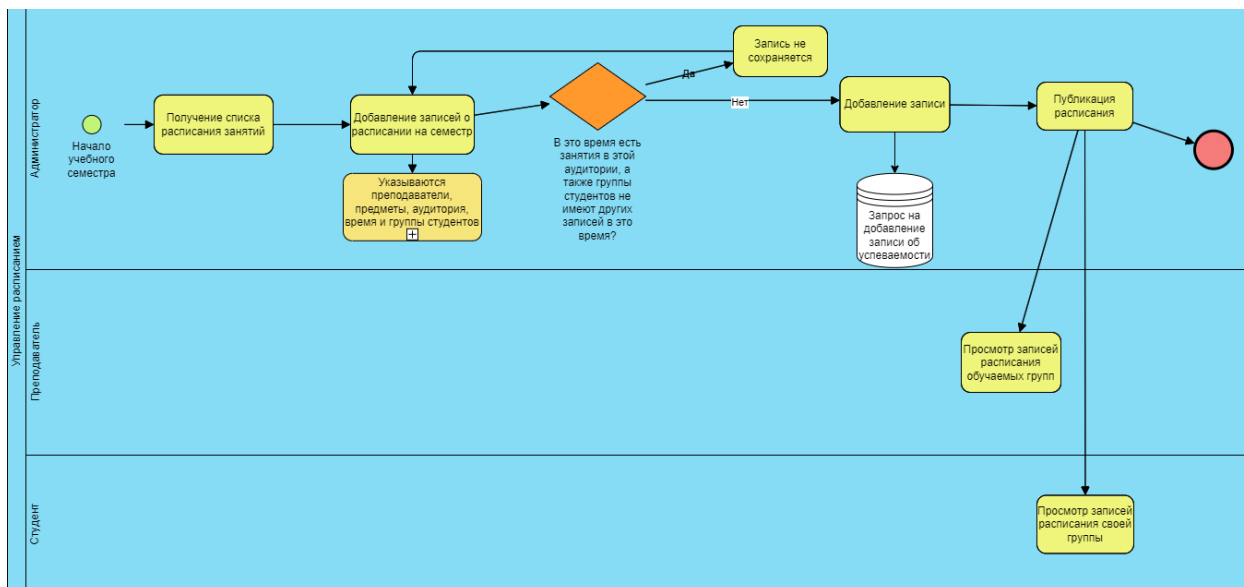 Управление расписанием
Администратор
Начало
учебного
семестра
Получение списка
расписания занятий
Добавление записей о
расписании на семестр
Указываются
преподаватели,
предметы, аудитория,
время и группы студентов
В это время есть
занятия в этой
аудитории, а
также группы
студентов не
имеют других
записей в это
время?
Да
Запись не
сохраняется
Нет
Добавление записи
Запрос на
добавление
записи об
успеваемости
Публикация
расписания
Преподаватель
Просмотр записей
расписания
обучаемых групп
Студент
Просмотр записей
расписания своей
группы